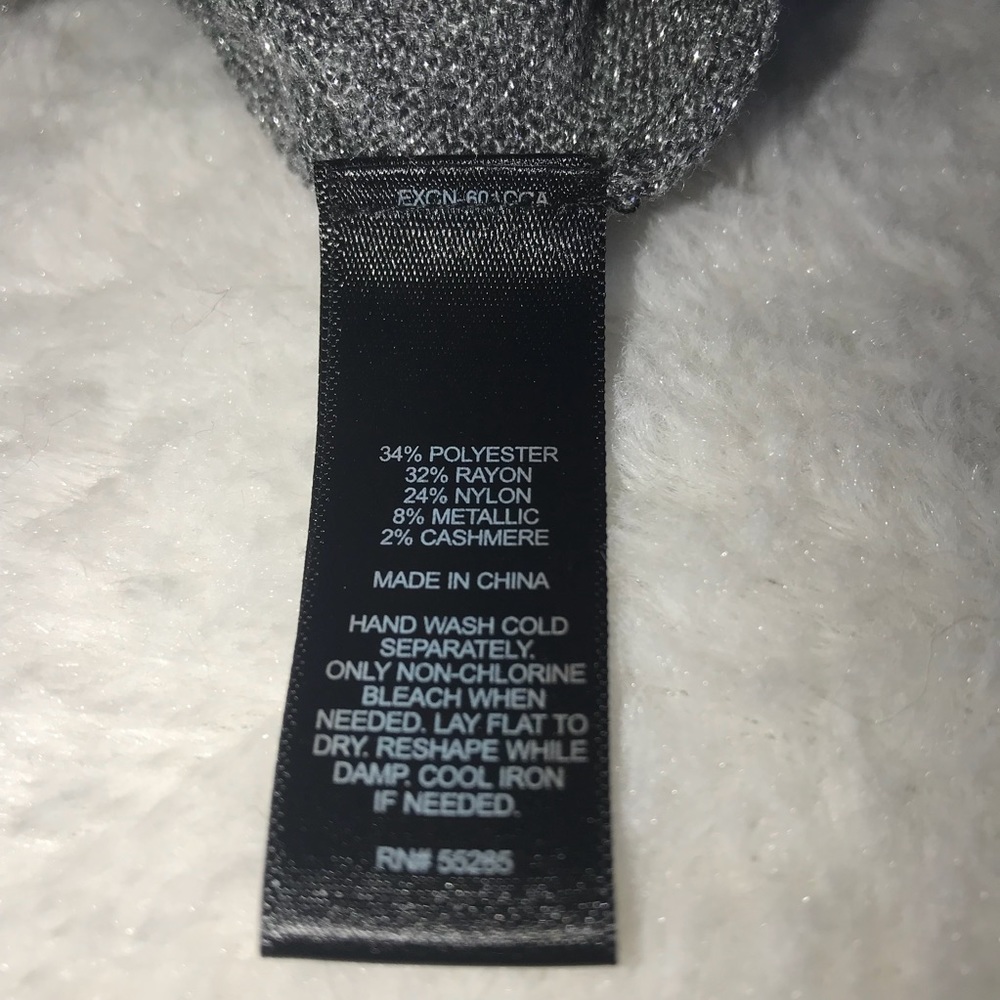 34% POLYESTER
32% RAYON
24% NYLON
8% METALLIC
2% CASHMERE
MADE IN CHINA
HAND WASH COLD
SEPARATELY.
ONLY NON-CHLORINE
BLEACH WHEN
NEEDED. LAY FLAT TO
DRY. RESHAPE WHILE
DAMP. COOL IRON
IF NEEDED.
RN# 55285